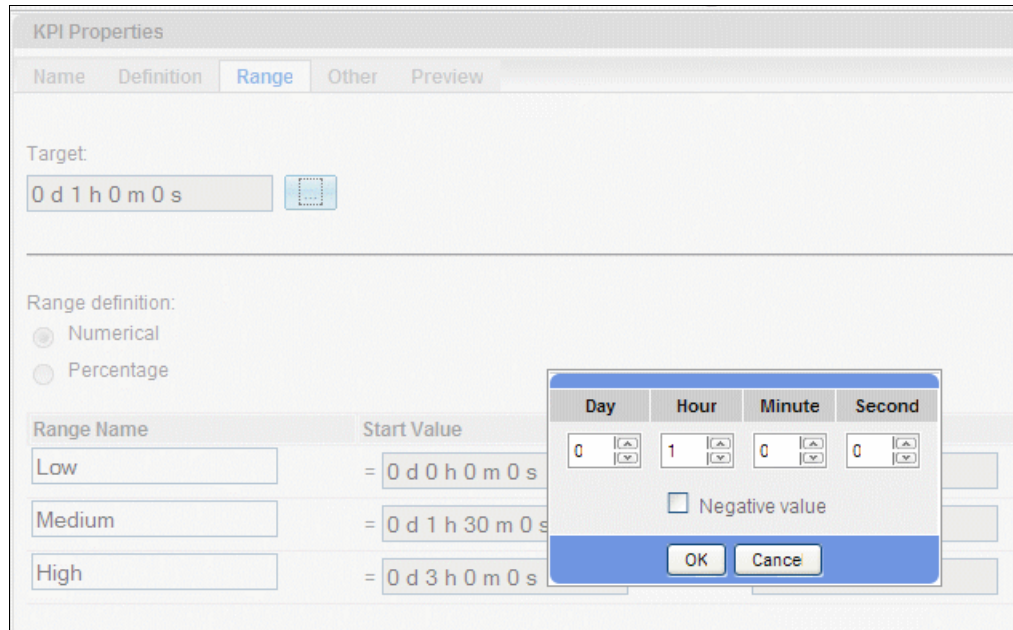 KPI Properties
Name Definition Range Other Preview
Target:
0 d 1 h 0 m 0 s ...
Range definition:
Numerical
Percentage
Range Name Start Value
Low = 0 d 0 h 0 m 0 s
Medium = 0 d 1 h 30 m 0 s
High = 0 d 3 h 0 m 0 s
Day Hour Minute Second
0 1 0 0
Negative value
OK Cancel